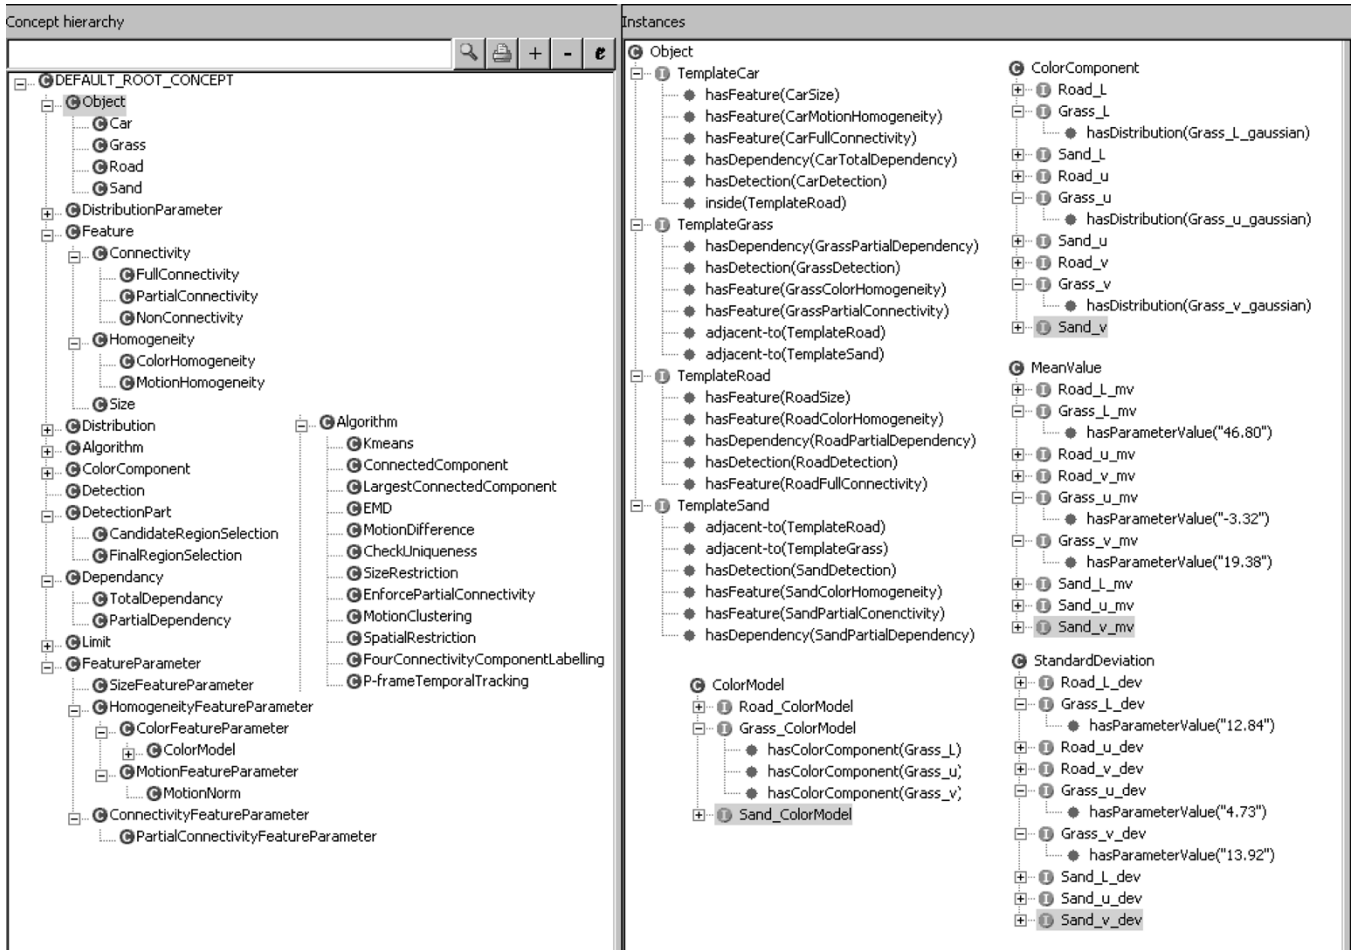 Concept hierarchy
DEFAULT_ROOT_CONCEPT
Object
Car
Grass
Road
Sand
DistributionParameter
Feature
Connectivity
FullConnectivity
PartialConnectivity
NonConnectivity
Homogeneity
ColorHomogeneity
MotionHomogeneity
Size
Distribution
Algorithm
ColorComponent
Detection
DetectionPart
CandidateRegionSelection
FinalRegionSelection
Dependancy
TotalDependancy
PartialDependency
Limit
FeatureParameter
SizeFeatureParameter
HomogeneityFeatureParameter
ColorFeatureParameter
ColorModel
MotionFeatureParameter
MotionNorm
ConnectivityFeatureParameter
PartialConnectivityFeatureParameter
Algorithm
Kmeans
ConnectedComponent
LargestConnectedComponent
EMD
MotionDifference
CheckUniqueness
SizeRestriction
EnforcePartialConnectivity
MotionClustering
SpatialRestriction
FourConnectivityComponentLabelling
P-frameTemporalTracking
Instances
Object
TemplateCar
hasFeature(CarSize)
hasFeature(CarMotionHomogeneity)
hasFeature(CarFullConnectivity)
hasDependency(CarTotalDependency)
hasDetection(CarDetection)
inside(TemplateRoad)
TemplateGrass
hasDependency(GrassPartialDependency)
hasDetection(GrassDetection)
hasFeature(GrassColorHomogeneity)
hasFeature(GrassPartialConnectivity)
adjacent-to(TemplateRoad)
adjacent-to(TemplateSand)
TemplateRoad
hasFeature(RoadSize)
hasFeature(RoadColorHomogeneity)
hasDependency(RoadPartialDependency)
hasDetection(RoadDetection)
hasFeature(RoadFullConnectivity)
TemplateSand
adjacent-to(TemplateRoad)
adjacent-to(TemplateGrass)
hasDetection(SandDetection)
hasFeature(SandColorHomogeneity)
hasFeature(SandPartialConenctivity)
hasDependency(SandPartialDependency)
ColorModel
Road_ColorModel
Grass_ColorModel
hasColorComponent(Grass_L)
hasColorComponent(Grass_u)
hasColorComponent(Grass_v)
Sand_ColorModel
ColorComponent
Road_L
Grass_L
hasDistribution(Grass_L_gaussian)
Sand_L
Road_u
Grass_u
hasDistribution(Grass_u_gaussian)
Sand_u
Road_v
Grass_v
hasDistribution(Grass_v_gaussian)
Sand_v
MeanValue
Road_L_mv
Grass_L_mv
hasParameterValue("46.80")
Road_u_mv
Road_v_mv
Grass_u_mv
hasParameterValue("-3.32")
Grass_v_mv
hasParameterValue("19.38")
Sand_L_mv
Sand_u_mv
Sand_v_mv
StandardDeviation
Road_L_dev
Grass_L_dev
hasParameterValue("12.84")
Road_u_dev
Road_v_dev
Grass_u_dev
hasParameterValue("4.73")
Grass_v_dev
hasParameterValue("13.92")
Sand_L_dev
Sand_u_dev
Sand_v_dev